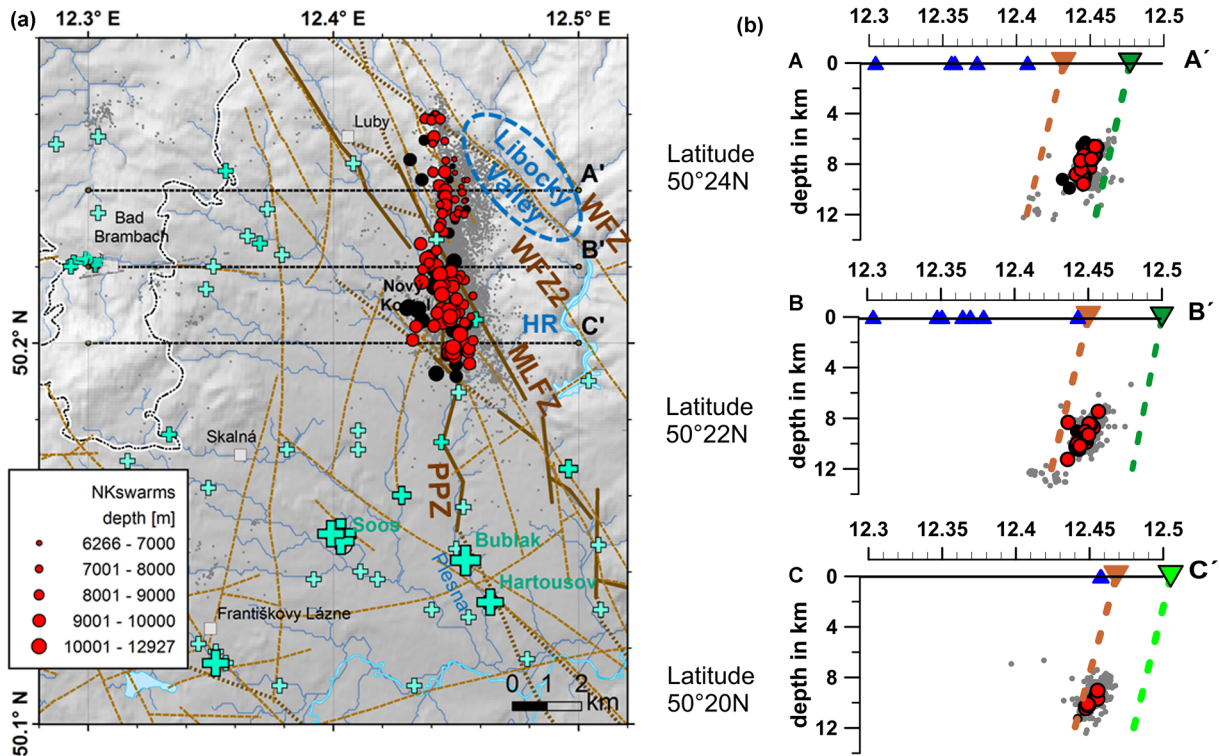 (a)
12.3° E
12.4° E
12.5° E
Luby
Libocky
Valley
WFZ
A'
Bad
Brambach
B'
WFZ2
Novy
Kostel
HR
C'
50.2° N
MLFZ
Skalná
PPZ
NKswarms
depth [m]
6266 - 7000
7001 - 8000
8001 - 9000
9001 - 10000
10001 - 12927
Soos
Bublak
Plesna
Hartousov
Františkovy Lázne
0 1 2
km
50.1° N
(b)
12.3 12.35 12.4 12.45 12.5
A
A´
0
4
8
12
depth in km
Latitude
50°24N
12.3 12.35 12.4 12.45 12.5
B
B´
0
4
8
12
depth in km
Latitude
50°22N
12.3 12.35 12.4 12.45 12.5
C
C´
0
4
8
12
depth in km
Latitude
50°20N